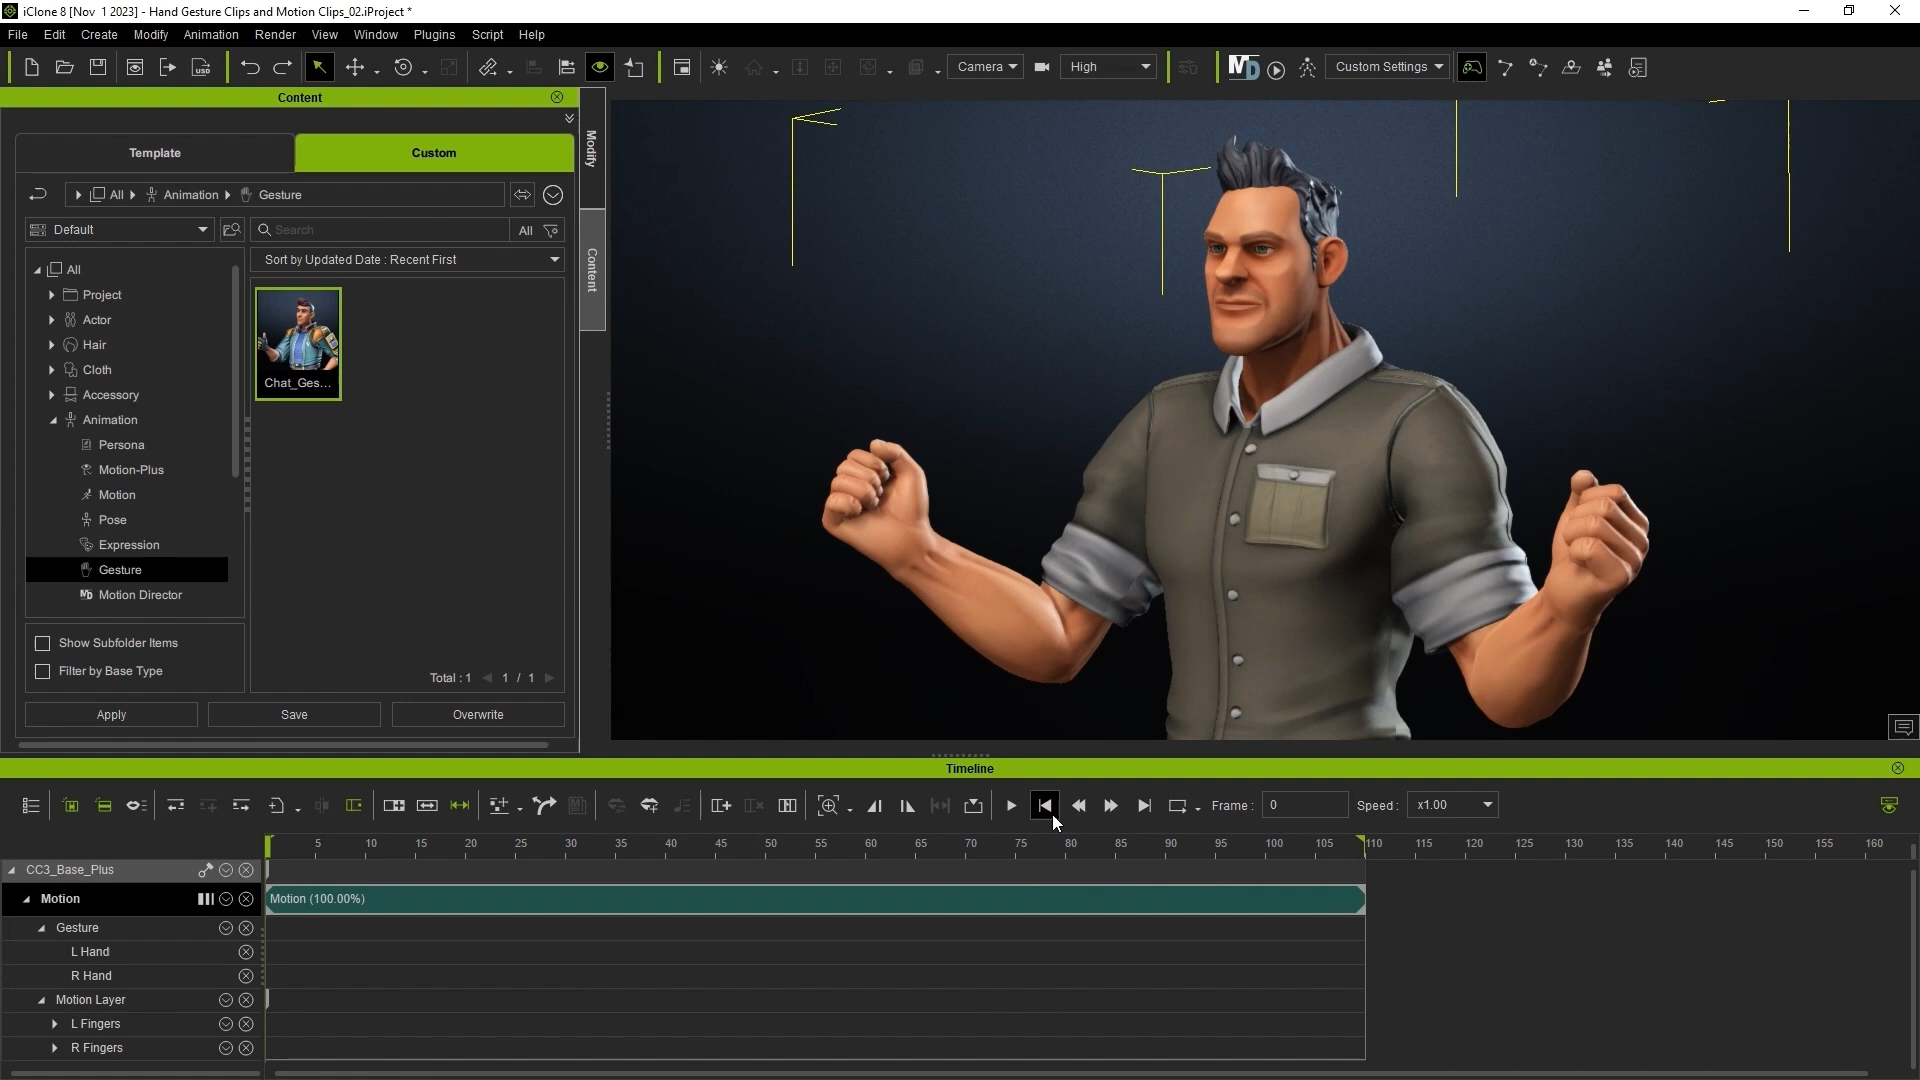 iClone 8 [Nov  1 2023] - Hand Gesture Clips and Motion Clips_02.iProject *
File Edit Create Modify Animation Render View Window Plugins Script Help
USD Camera High MD Custom Settings
Content
Template Custom
All Animation Gesture
Default Search All
Sort by Updated Date : Recent First
All
Project
Actor
Hair
Cloth
Accessory
Animation
Persona
Motion-Plus
Motion
Pose
Expression
Gesture
Motion Director
Chat_Ges...
Show Subfolder Items
Filter by Base Type
Total : 1 1 / 1
Apply Save Overwrite
Modify
Content
Timeline
Frame : 0 Speed : x1.00
5 10 15 20 25 30 35 40 45 50 55 60 65 70 75 80 85 90 95 100 105 110 115 120 125 130 135 140 145 150 155 160
CC3_Base_Plus
Motion Motion (100.00%)
Gesture
L Hand
R Hand
Motion Layer
L Fingers
R Fingers